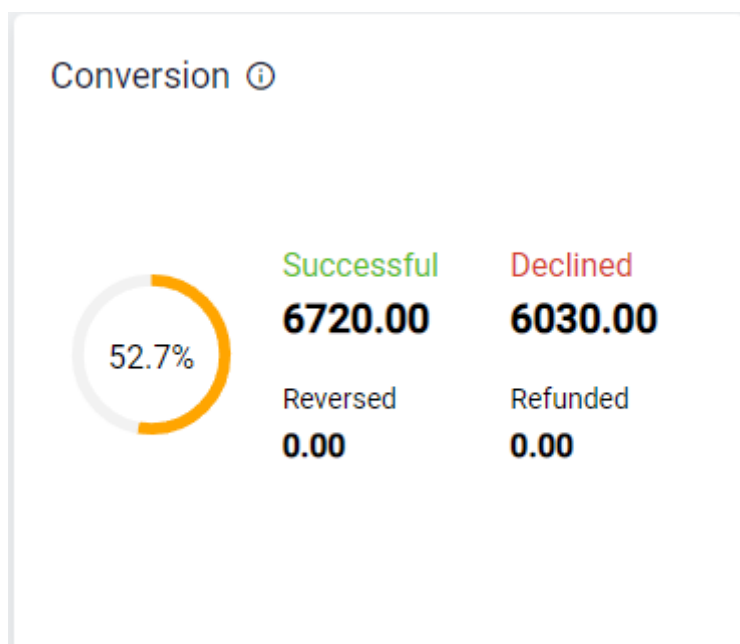 Conversion
Successful Declined
6720.00 6030.00
52.7%
Reversed Refunded
0.00 0.00